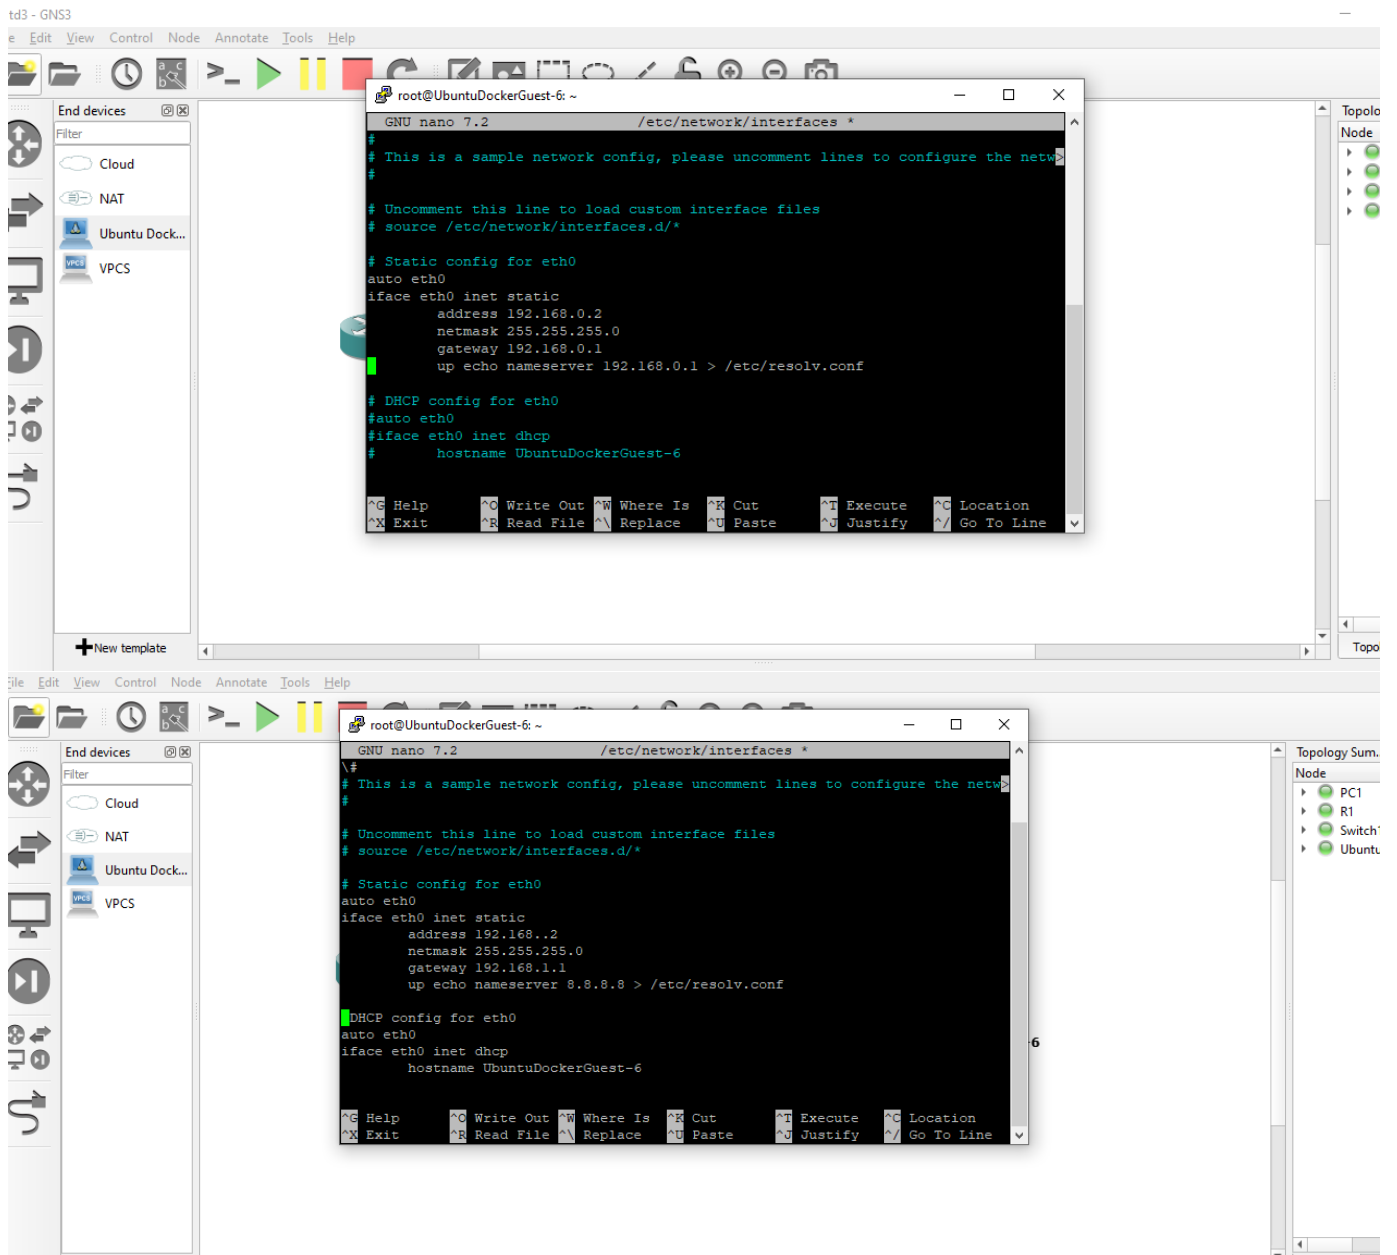 td3 - GNS3
e Edit View Control Node Annotate Tools Help
End devices
Filter
Cloud
NAT
Ubuntu Dock...
VPCS
New template
root@UbuntuDockerGuest-6: ~
GNU nano 7.2 /etc/network/interfaces *
#
# This is a sample network config, please uncomment lines to configure the netw>
#
# Uncomment this line to load custom interface files
# source /etc/network/interfaces.d/*
# Static config for eth0
auto eth0
iface eth0 inet static
address 192.168.0.2
netmask 255.255.255.0
gateway 192.168.0.1
up echo nameserver 192.168.0.1 > /etc/resolv.conf
# DHCP config for eth0
#auto eth0
#iface eth0 inet dhcp
# hostname UbuntuDockerGuest-6
^G Help ^O Write Out ^W Where Is ^K Cut ^T Execute ^C Location
^X Exit ^R Read File ^\ Replace ^U Paste ^J Justify ^/ Go To Line
Topolo
Node
Topo
File Edit View Control Node Annotate Tools Help
End devices
Filter
Cloud
NAT
Ubuntu Dock...
VPCS
root@UbuntuDockerGuest-6: ~
GNU nano 7.2 /etc/network/interfaces *
\#
# This is a sample network config, please uncomment lines to configure the netw>
#
# Uncomment this line to load custom interface files
# source /etc/network/interfaces.d/*
# Static config for eth0
auto eth0
iface eth0 inet static
address 192.168..2
netmask 255.255.255.0
gateway 192.168.1.1
up echo nameserver 8.8.8.8 > /etc/resolv.conf
DHCP config for eth0
auto eth0
iface eth0 inet dhcp
hostname UbuntuDockerGuest-6
^G Help ^O Write Out ^W Where Is ^K Cut ^T Execute ^C Location
^X Exit ^R Read File ^\ Replace ^U Paste ^J Justify ^/ Go To Line
-6
Topology Sum...
Node
PC1
R1
Switch1
Ubuntu